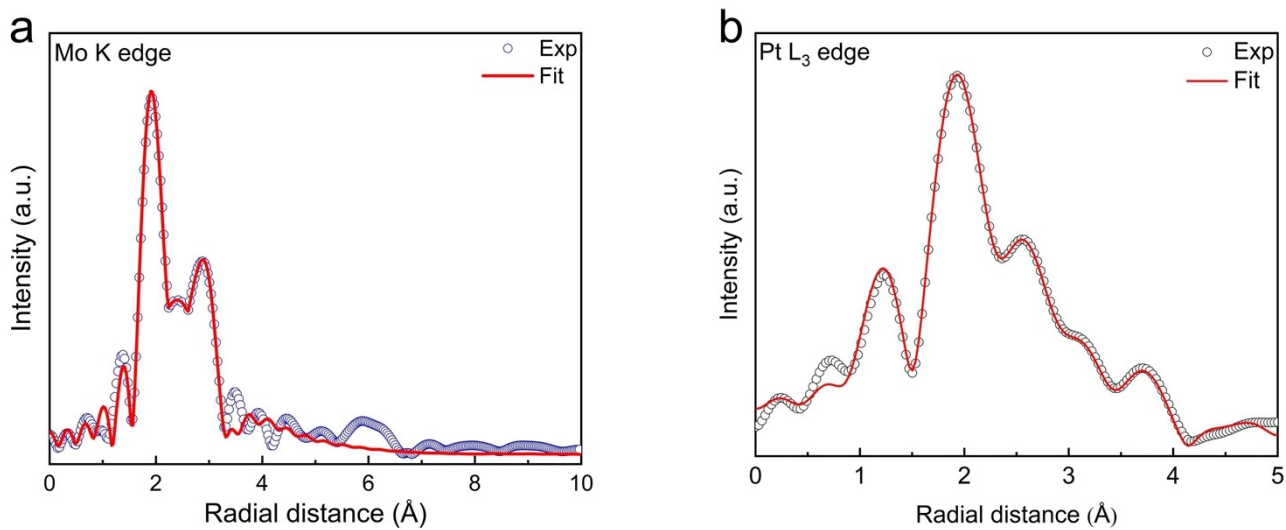 a
Mo K edge
Exp
Fit
Intensity (a.u.)
0 2 4 6 8 10
Radial distance (Å)
b
Pt L₃ edge
Exp
Fit
Intensity (a.u.)
0 1 2 3 4 5
Radial distance (Å)